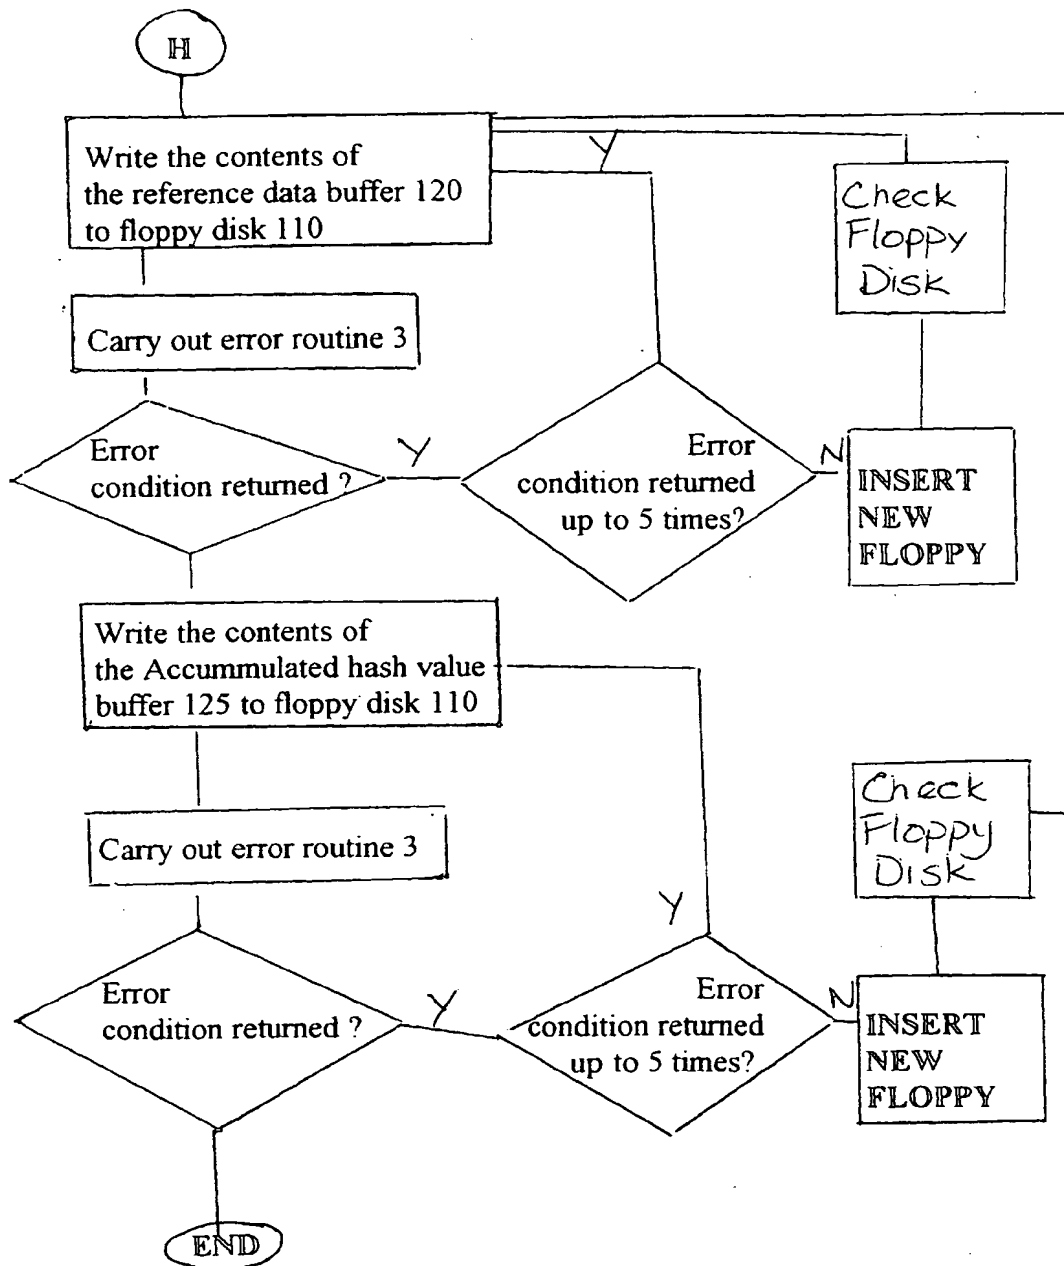 H
Write the contents of
the reference data buffer 120
to floppy disk 110
Y
Check
Floppy
Disk
Carry out error routine 3
Error
condition returned ?
Y
Error
condition returned
up to 5 times?
N
INSERT
NEW
FLOPPY
Write the contents of
the Accummulated hash value
buffer 125 to floppy disk 110
Check
Floppy
Disk
Carry out error routine 3
Y
Error
condition returned ?
Y
Error
condition returned
up to 5 times?
N
INSERT
NEW
FLOPPY
END